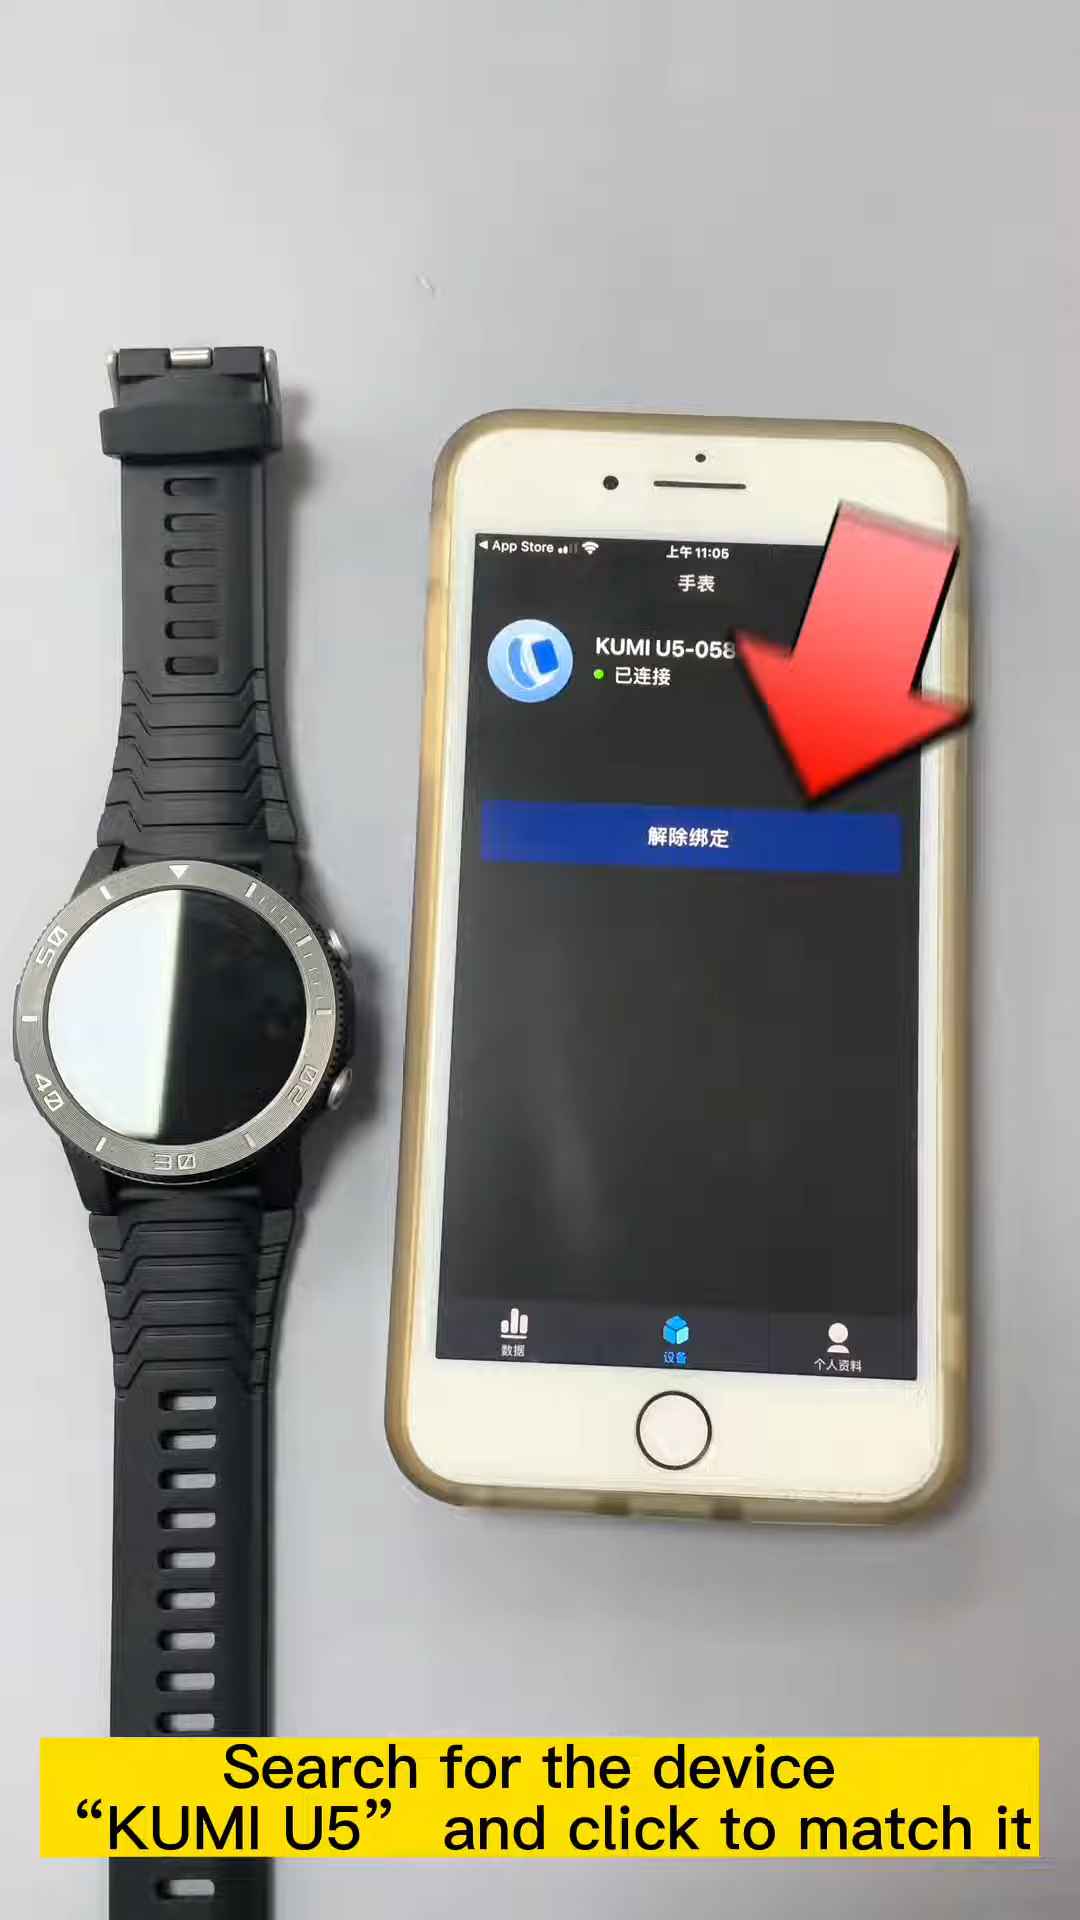 App Store
上午11:05
手表
KUMI U5-058
已连接
解除绑定
数据
设备
个人资料
50
40
30
20
Search for the device
“KUMI U5” and click to match it